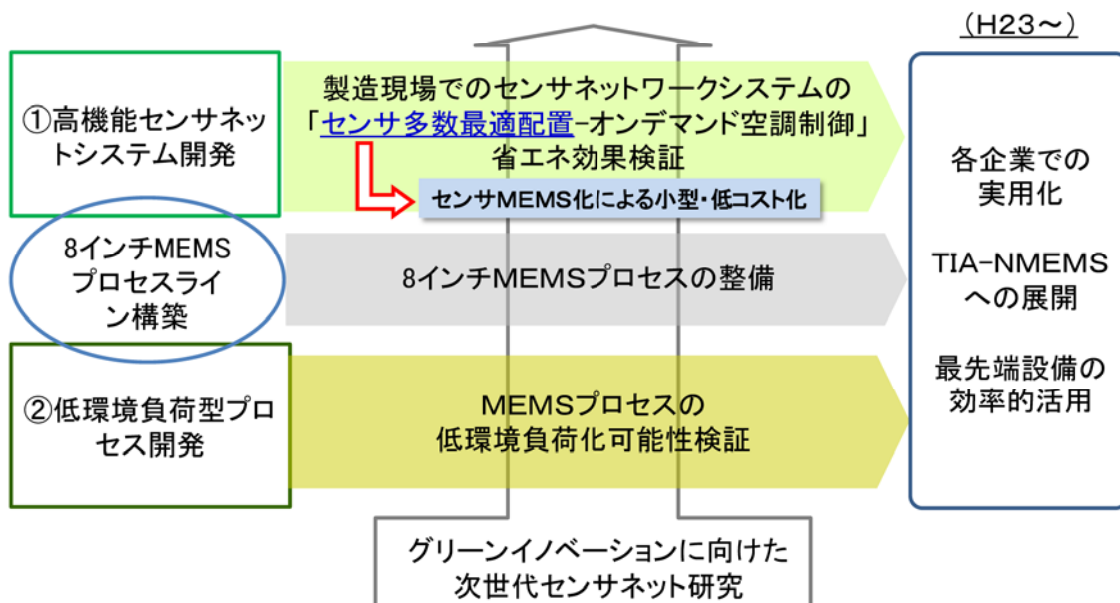 (H23~)
①高機能センサネッ
トシステム開発
製造現場でのセンサネットワークシステムの
「センサ多数最適配置-オンデマンド空調制御」
省エネ効果検証
センサMEMS化による小型・低コスト化
8インチMEMS
プロセスライ
ン構築
8インチMEMSプロセスの整備
②低環境負荷型プロ
セス開発
MEMSプロセスの
低環境負荷化可能性検証
各企業での
実用化
TIA-NMEMS
への展開
最先端設備の
効率的活用
グリーンイノベーションに向けた
次世代センサネット研究